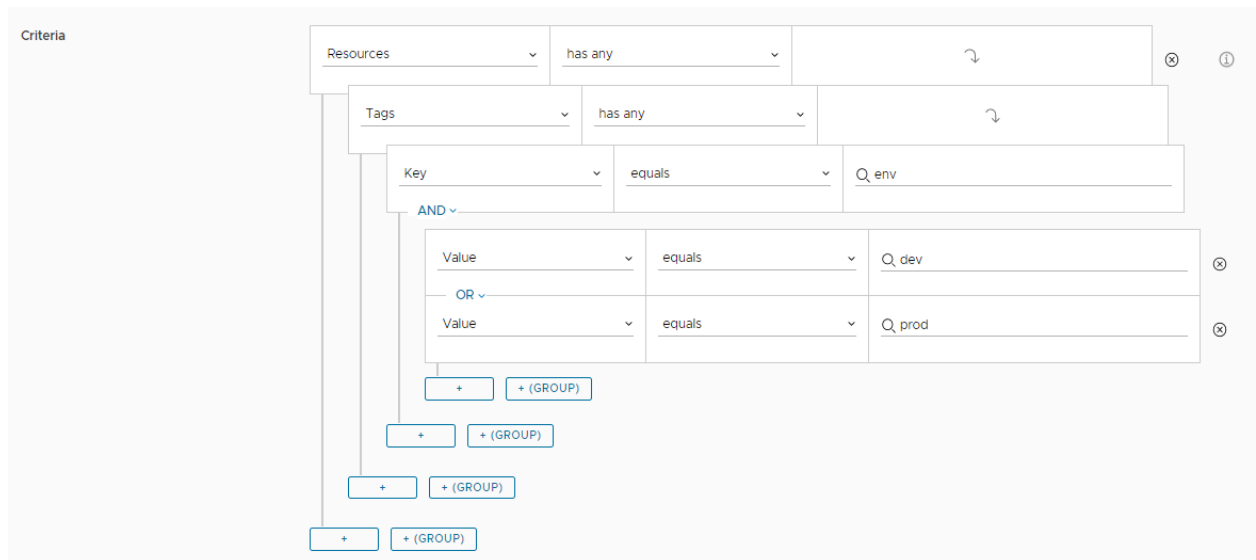 Criteria
Resources has any
Tags has any
Key equals env
AND
Value equals dev
OR
Value equals prod
+ + (GROUP)
+ + (GROUP)
+ + (GROUP)
+ + (GROUP)